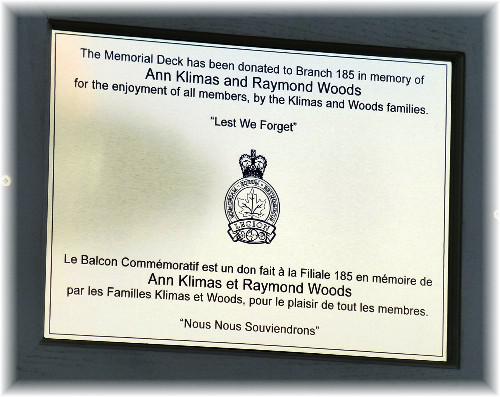 The Memorial Deck has been donated to Branch 185 in memory of
Ann Klimas and Raymond Woods
for the enjoyment of all members, by the Klimas and Woods families.
"Lest We Forget"
LEGION
Le Balcon Commémoratif est un don fait à la Filiale 185 en mémoire de
Ann Klimas et Raymond Woods
par les Familles Klimas et Woods, pour le plaisir de tout les membres.
"Nous Nous Souviendrons"